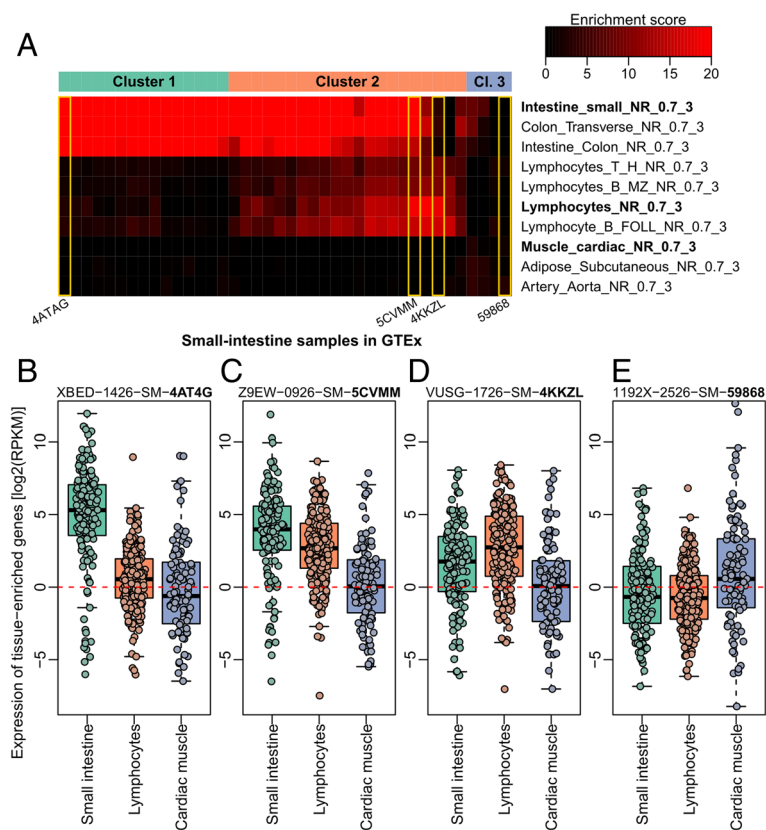 A
Enrichment score
0 5 10 15 20
Cluster 1 Cluster 2 Cl. 3
Intestine_small_NR_0.7_3
Colon_Transverse_NR_0.7_3
Intestine_Colon_NR_0.7_3
Lymphocytes_T_H_NR_0.7_3
Lymphocytes_B_MZ_NR_0.7_3
Lymphocytes_NR_0.7_3
Lymphocyte_B_FOLL_NR_0.7_3
Muscle_cardiac_NR_0.7_3
Adipose_Subcutaneous_NR_0.7_3
Artery_Aorta_NR_0.7_3
4ATAG 5CVMM 4KKZL 59868
Small-intestine samples in GTEx
B C D E
XBED−1426−SM−4AT4G Z9EW−0926−SM−5CVMM VUSG−1726−SM−4KKZL 1192X−2526−SM−59868
Expression of tissue-enriched genes [log2(RPKM)]
10 10 10 10
5 5 5 5
0 0 0 0
−5 −5 −5 −5
Small intestine Lymphocytes Cardiac muscle Small intestine Lymphocytes Cardiac muscle Small intestine Lymphocytes Cardiac muscle Small intestine Lymphocytes Cardiac muscle